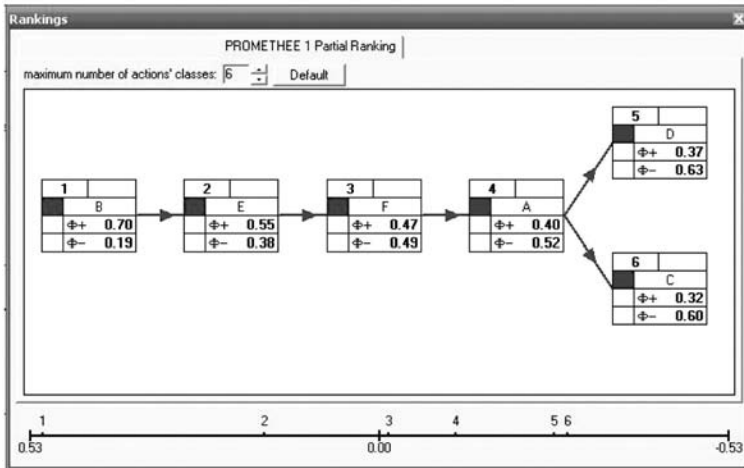 Rankings
PROMETHEE 1 Partial Ranking
maximum number of actions' classes: 6 Default
1
B
Φ+ 0.70
Φ− 0.19
2
E
Φ+ 0.55
Φ− 0.38
3
F
Φ+ 0.47
Φ− 0.49
4
A
Φ+ 0.40
Φ− 0.52
5
D
Φ+ 0.37
Φ− 0.63
6
C
Φ+ 0.32
Φ− 0.60
1 2 3 4 5 6
0.53 0.00 -0.53